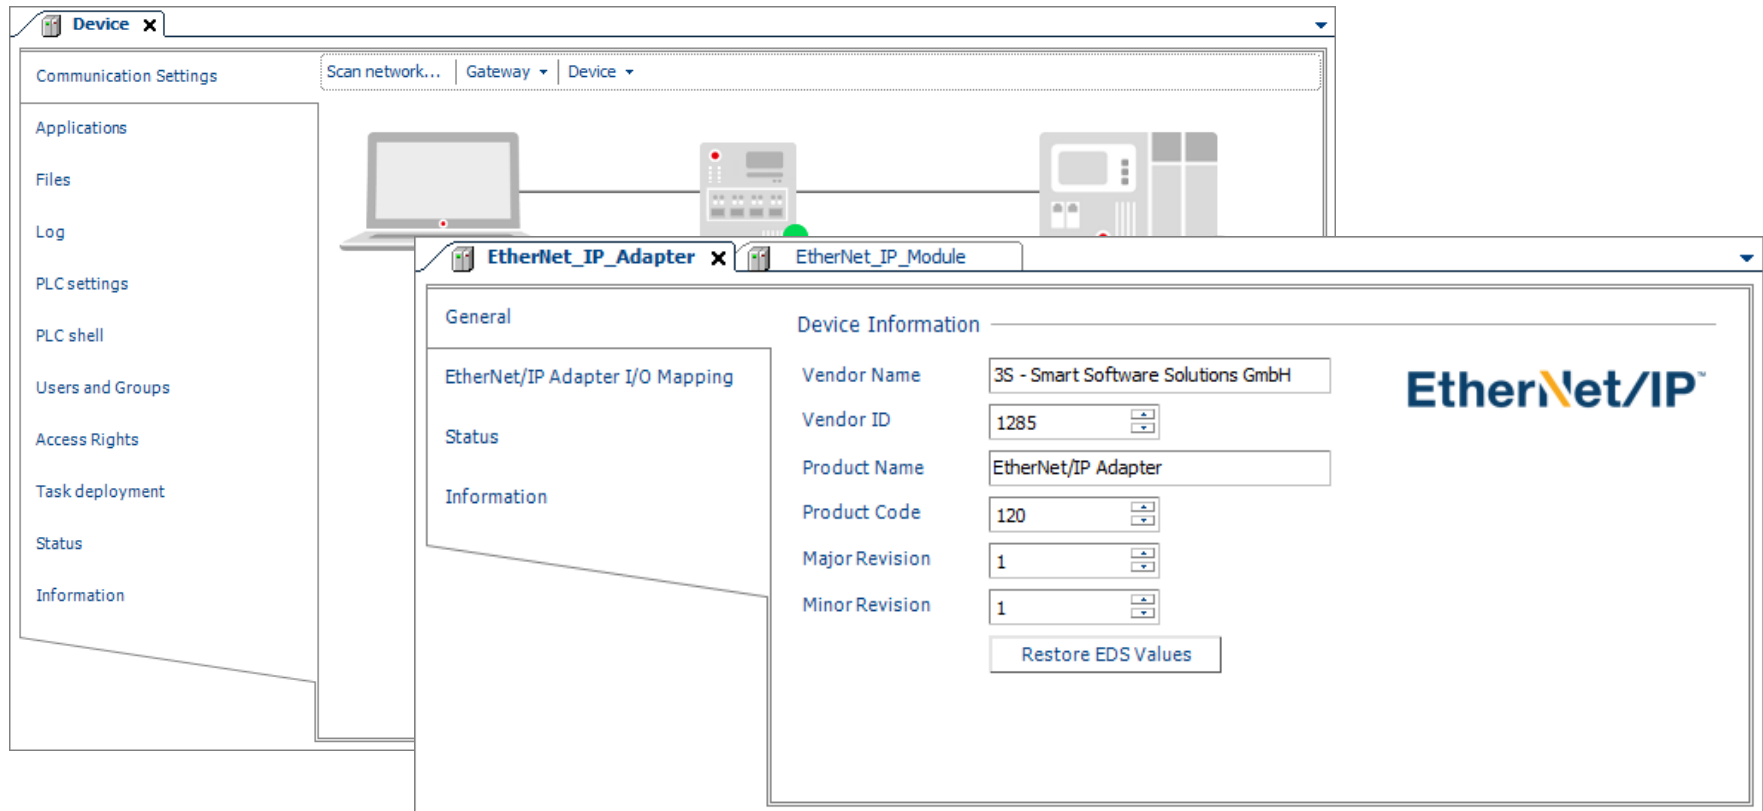 Device
Communication Settings
Scan network...
Gateway
Device
Applications
Files
Log
PLC settings
PLC shell
Users and Groups
Access Rights
Task deployment
Status
Information
EtherNet_IP_Adapter
EtherNet_IP_Module
General
EtherNet/IP Adapter I/O Mapping
Status
Information
Device Information
Vendor Name
3S - Smart Software Solutions GmbH
Vendor ID
1285
Product Name
EtherNet/IP Adapter
Product Code
120
Major Revision
1
Minor Revision
1
Restore EDS Values
EtherNet/IP™